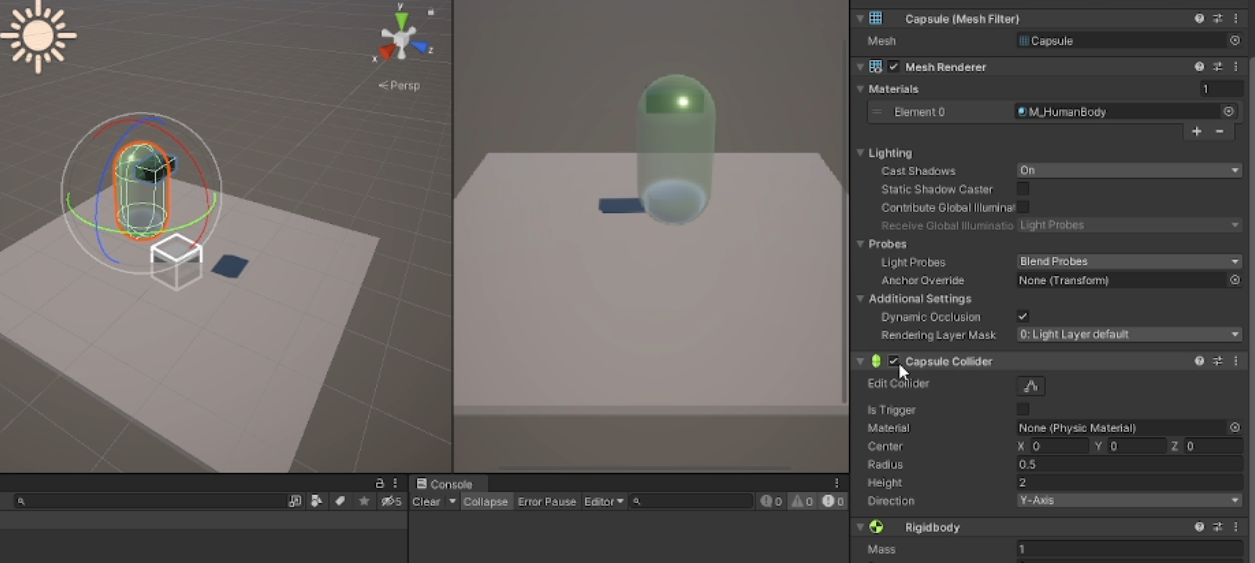 y
x
z
Persp
5
Console
Clear
Collapse
Error Pause
Editor
0
0
0
Capsule (Mesh Filter)
Mesh
Capsule
Mesh Renderer
Materials
1
Element 0
M_HumanBody
Lighting
Cast Shadows
On
Static Shadow Caster
Contribute Global Illuminat
Receive Global Illuminatio
Light Probes
Probes
Light Probes
Blend Probes
Anchor Override
None (Transform)
Additional Settings
Dynamic Occlusion
Rendering Layer Mask
0: Light Layer default
Capsule Collider
Edit Collider
Is Trigger
Material
None (Physic Material)
Center
X 0
Y 0
Z 0
Radius
0.5
Height
2
Direction
Y-Axis
Rigidbody
Mass
1